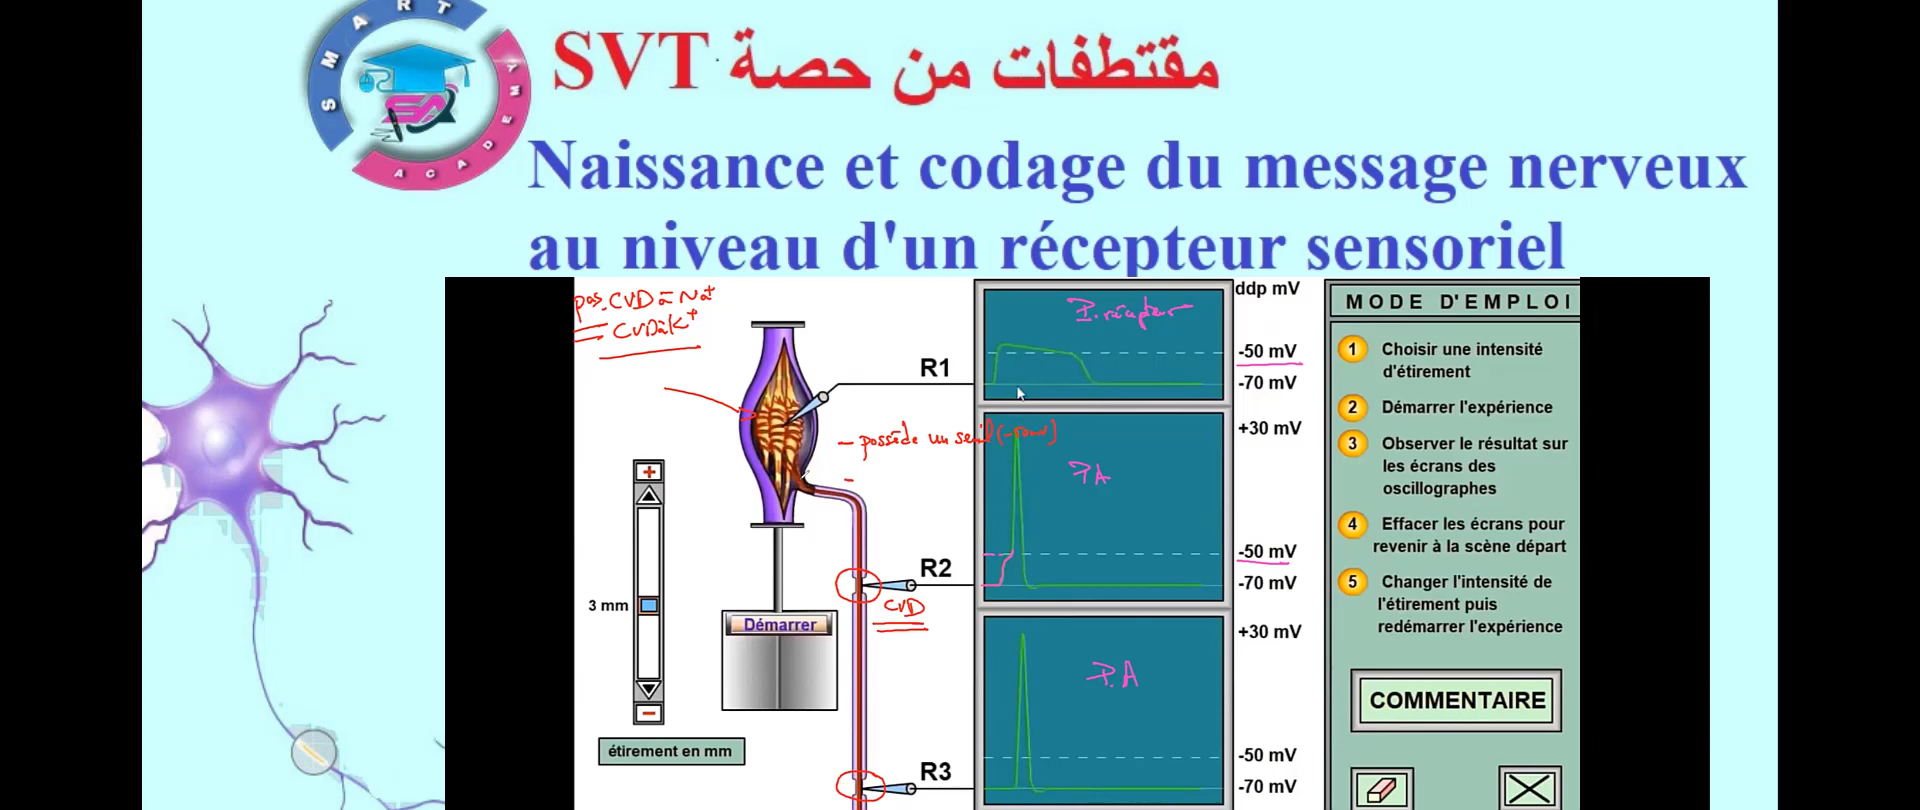 SMART ACADEMY
مقتطفات من حصة SVT
Naissance et codage du message nerveux
au niveau d'un récepteur sensoriel
pas CVD à Na+
CVD à K+
R1
P. récepteur
ddp mV
-50 mV
-70 mV
- possède un seuil (-50mv)
-
+
3 mm
−
étirement en mm
Démarrer
R2
CVD
P A
+30 mV
-50 mV
-70 mV
R3
P.A
+30 mV
-50 mV
-70 mV
MODE D'EMPLOI
1 Choisir une intensité
d'étirement
2 Démarrer l'expérience
3 Observer le résultat sur
les écrans des
oscillographes
4 Effacer les écrans pour
revenir à la scène départ
5 Changer l'intensité de
l'étirement puis
redémarrer l'expérience
COMMENTAIRE